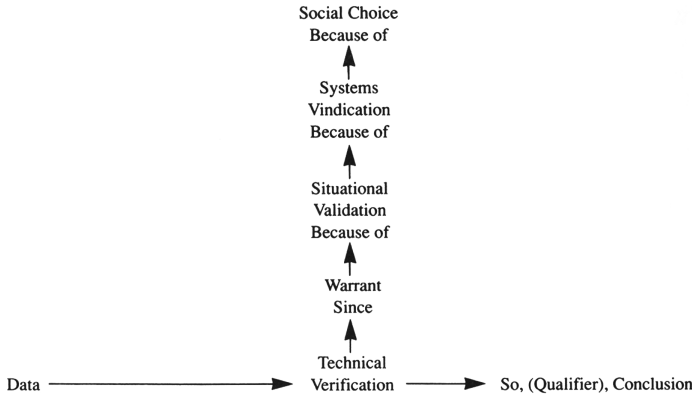 Social Choice
Because of
Systems
Vindication
Because of
Situational
Validation
Because of
Warrant
Since
Technical
Data Verification So, (Qualifier), Conclusion